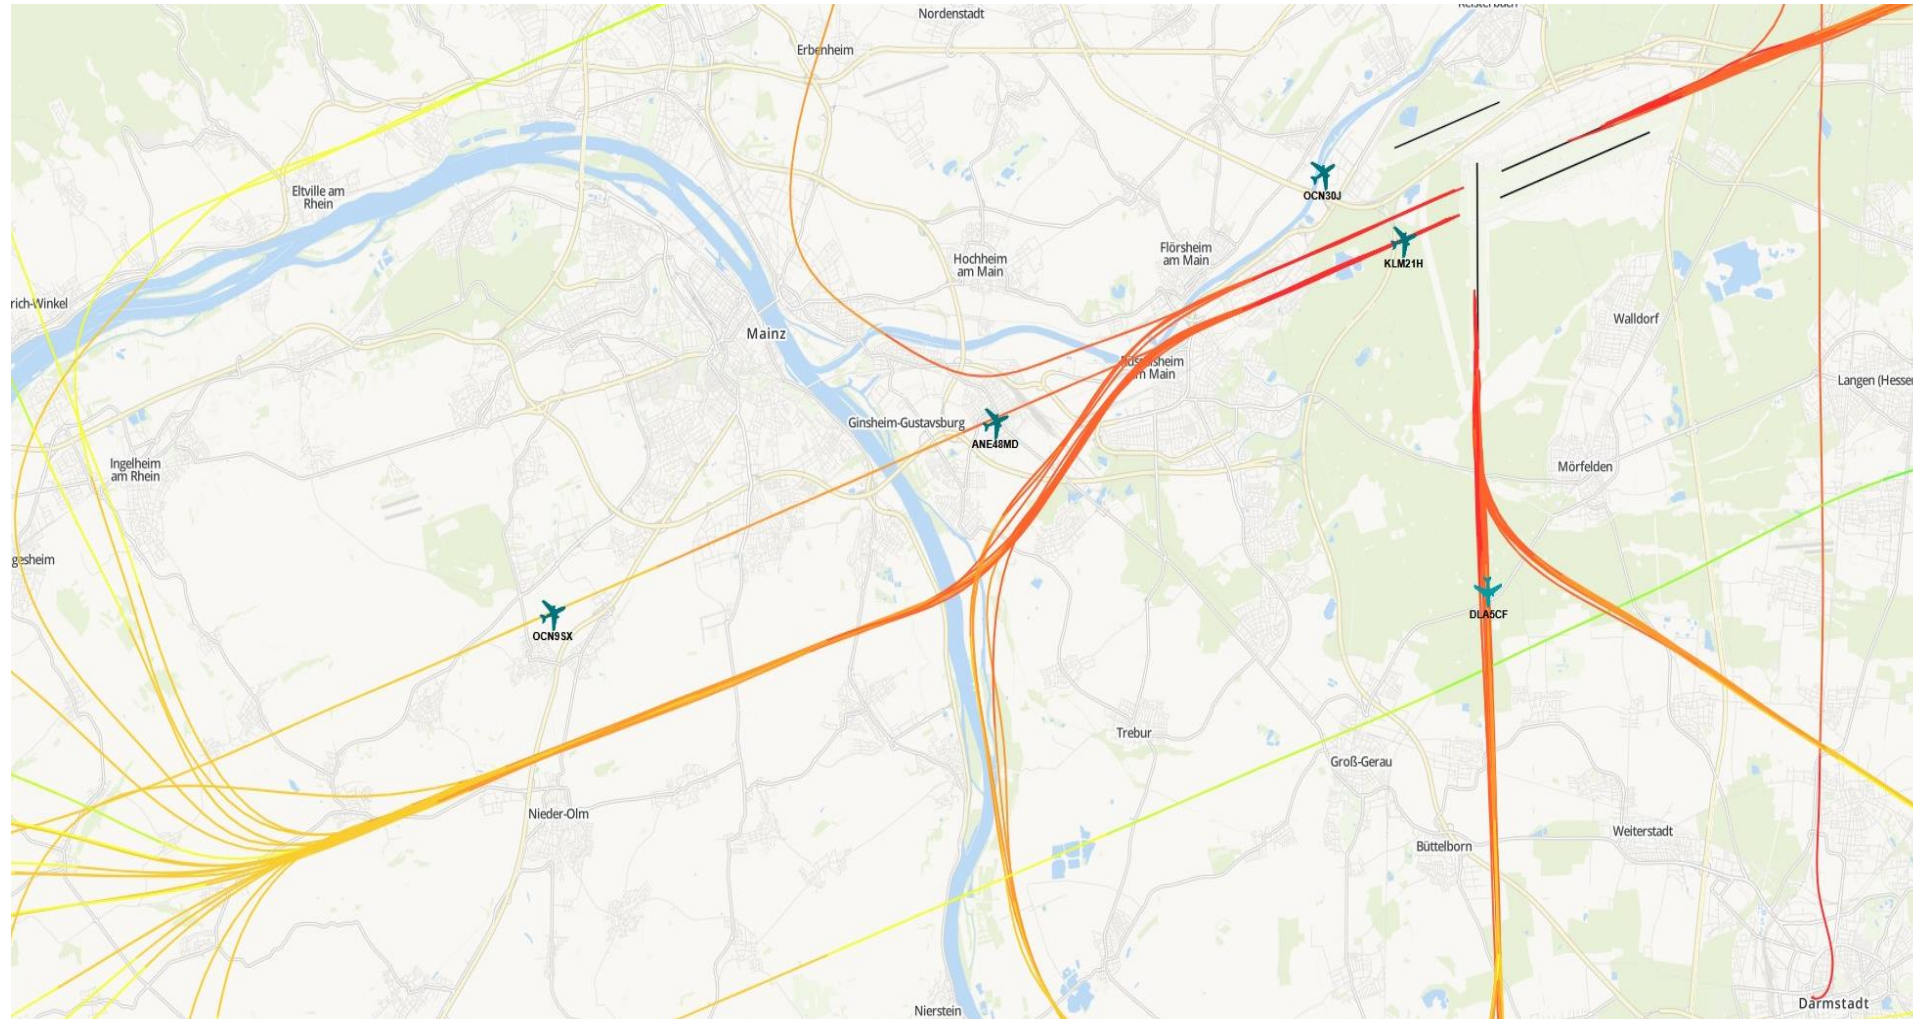 Nordenstadt
Erbenheim
Eltville am
Rhein
OCN30J
Flörsheim
am Main
Hochheim
am Main
KLM21H
rich-Winkel
Mainz
Walldorf
am Main
Langen (Hesser
Ginsheim-Gustavsburg
ANE48MD
Ingelheim
am Rhein
Mörfelden
gesheim
OCN9SX
DLA5CF
Trebur
Groß-Gerau
Nieder-Olm
Weiterstadt
Büttelborn
Nierstein
Darmstadt